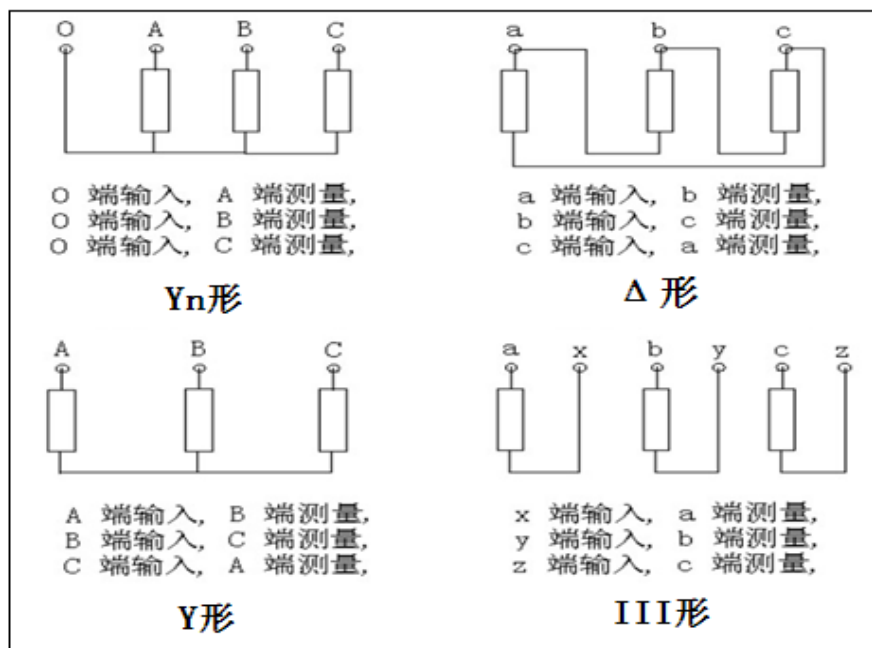 O A B C
O 端输入, A 端测量,
O 端输入, B 端测量,
O 端输入, C 端测量,
Yn形
a b c
a 端输入, b 端测量,
b 端输入, c 端测量,
c 端输入, a 端测量,
Δ 形
A B C
A 端输入, B 端测量,
B 端输入, C 端测量,
C 端输入, A 端测量,
Y形
a x b y c z
x 端输入, a 端测量,
y 端输入, b 端测量,
z 端输入, c 端测量,
III形